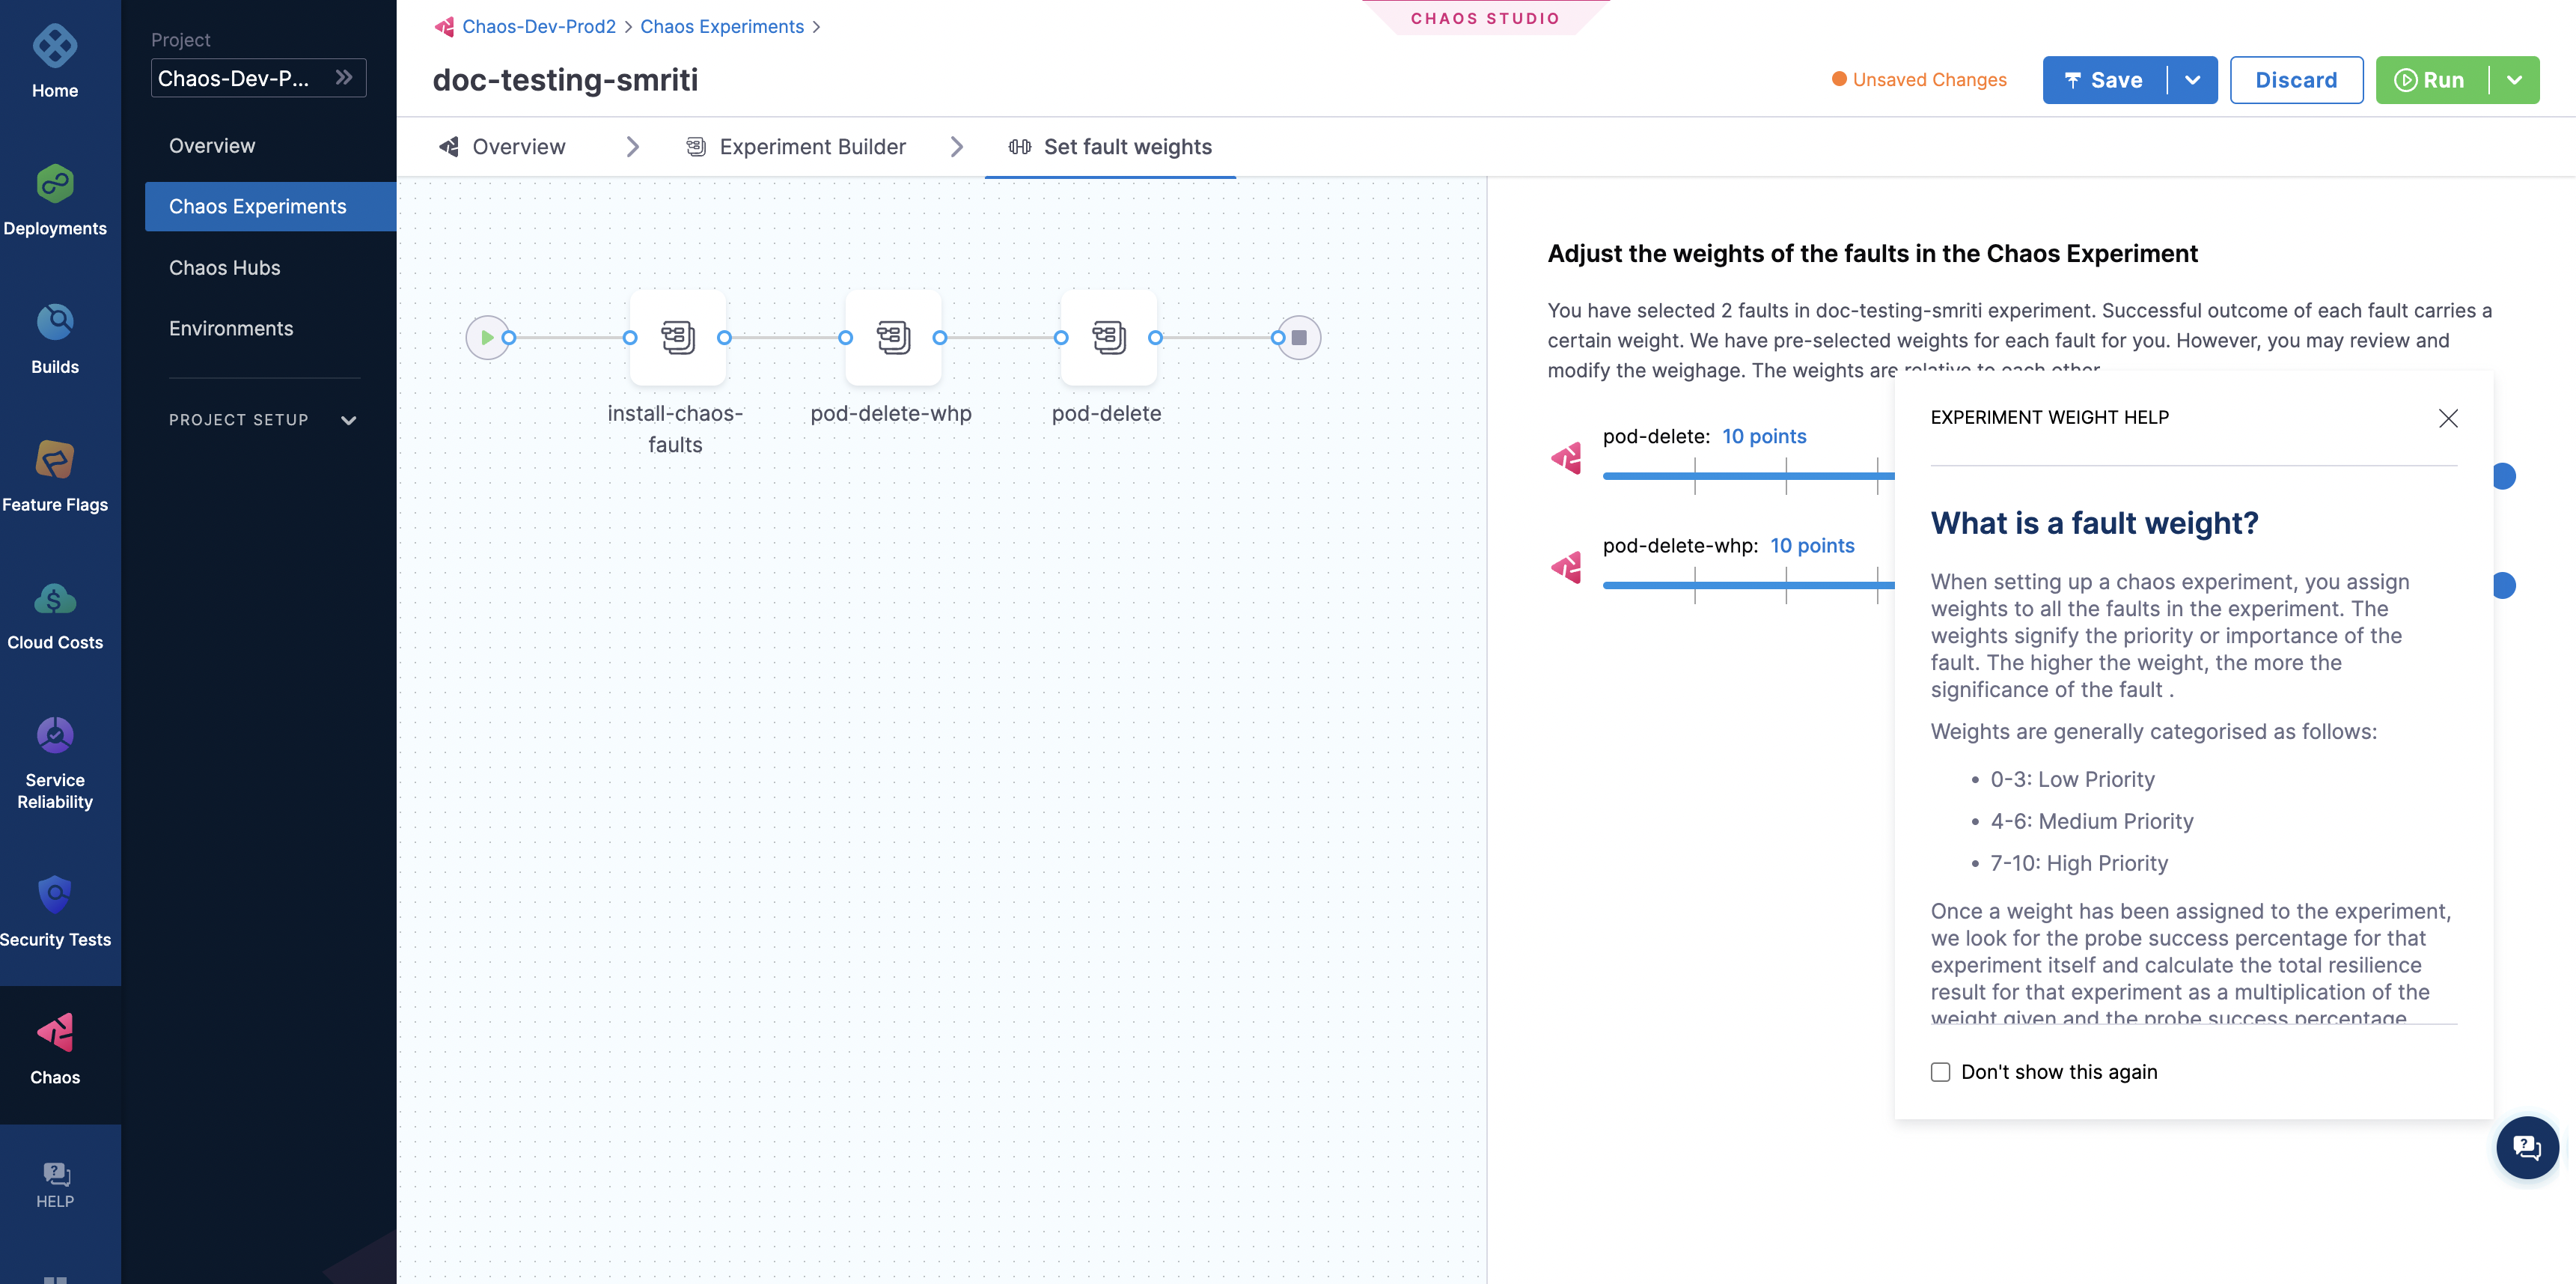 Home
Deployments
Builds
Feature Flags
Cloud Costs
Service
Reliability
Security Tests
Chaos
HELP
Project
Chaos-Dev-P...
Overview
Chaos Experiments
Chaos Hubs
Environments
PROJECT SETUP
Chaos-Dev-Prod2 > Chaos Experiments >
CHAOS STUDIO
doc-testing-smriti
Unsaved Changes
Save
Discard
Run
Overview
Experiment Builder
Set fault weights
install-chaos-
faults
pod-delete-whp
pod-delete
Adjust the weights of the faults in the Chaos Experiment
You have selected 2 faults in doc-testing-smriti experiment. Successful outcome of each fault carries a
certain weight. We have pre-selected weights for each fault for you. However, you may review and
modify the weighage. The weights are relative to each other
pod-delete: 10 points
pod-delete-whp: 10 points
EXPERIMENT WEIGHT HELP
What is a fault weight?
When setting up a chaos experiment, you assign
weights to all the faults in the experiment. The
weights signify the priority or importance of the
fault. The higher the weight, the more the
significance of the fault .
Weights are generally categorised as follows:
• 0-3: Low Priority
• 4-6: Medium Priority
• 7-10: High Priority
Once a weight has been assigned to the experiment,
we look for the probe success percentage for that
experiment itself and calculate the total resilience
result for that experiment as a multiplication of the
weight given and the probe success percentage
Don't show this again